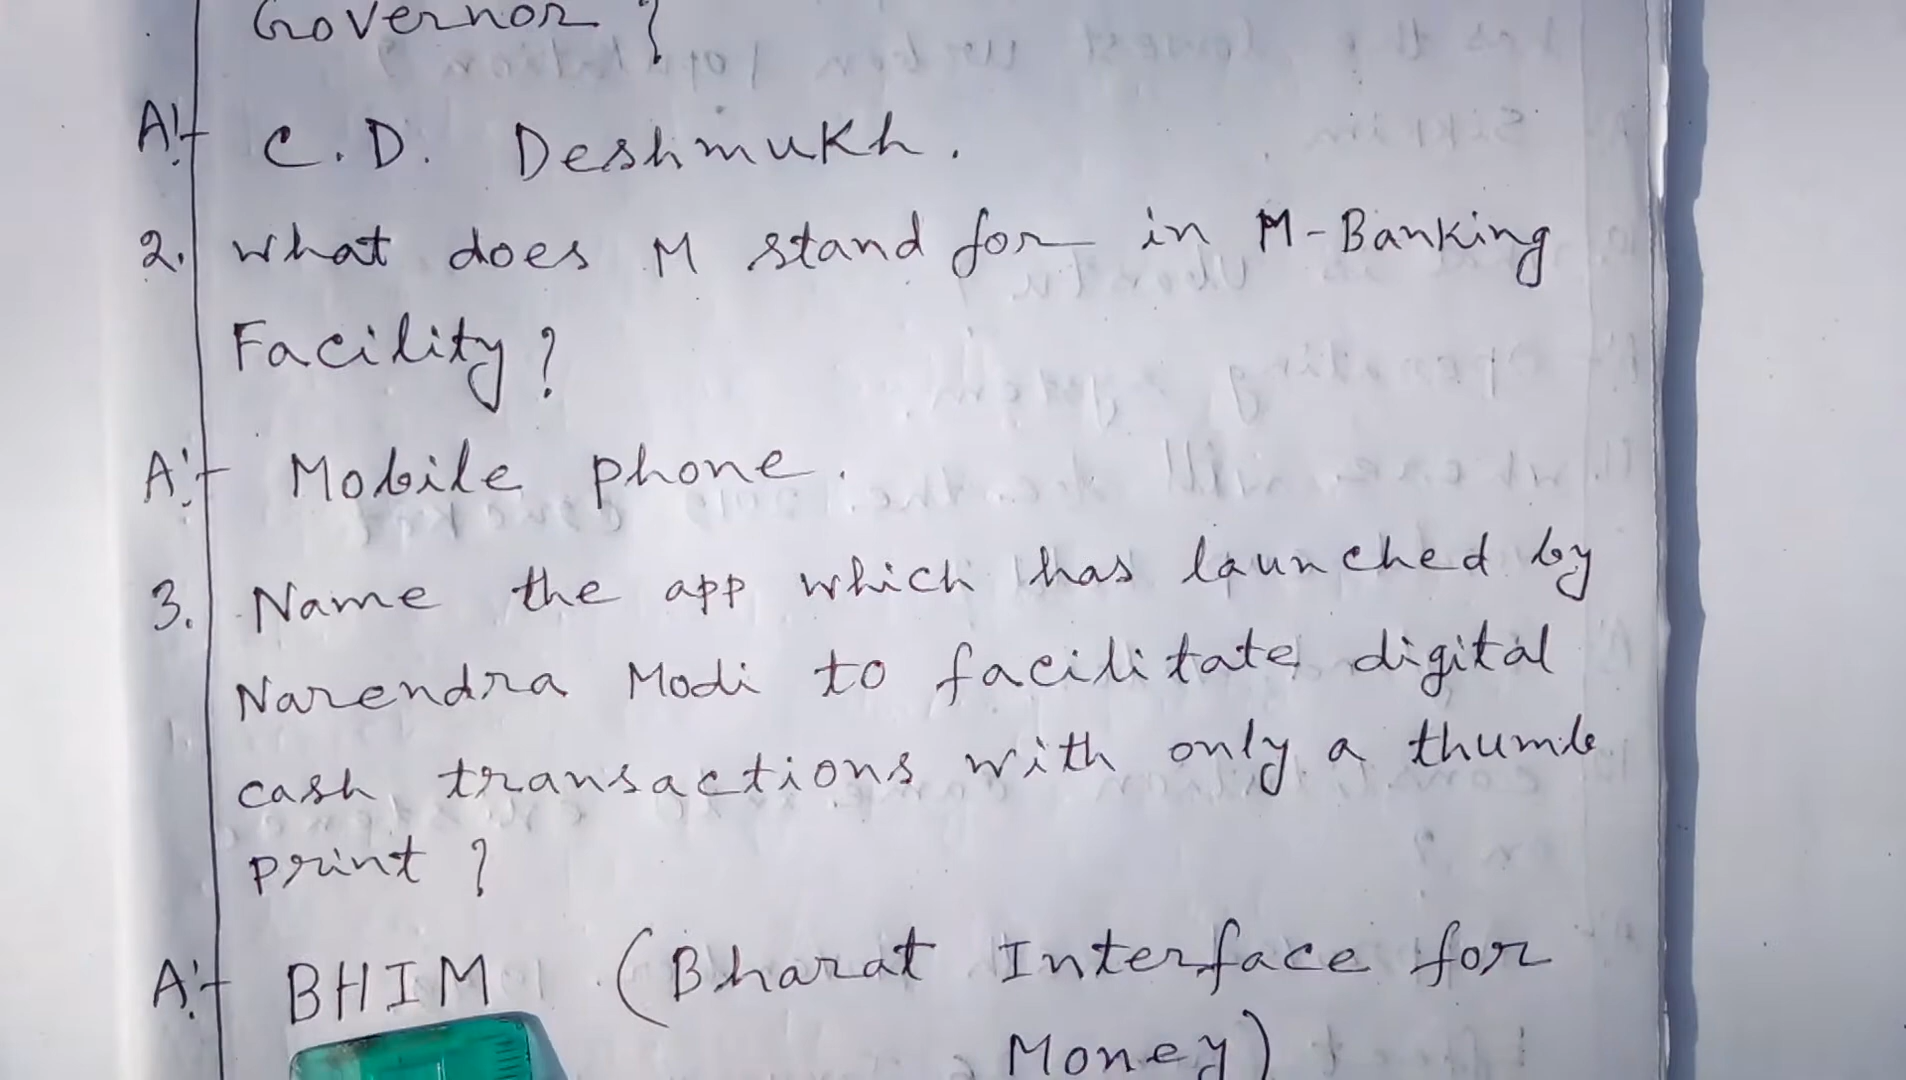 Governor ?
A:- C.D. Deshmukh.
2. What does M stand for in M-Banking
Facility?
A:- Mobile phone.
3. Name the app which has launched by
Narendra Modi to facilitate digital
cash transactions with only a thumb
print ?
A:- BHIM (Bharat Interface for
Money)